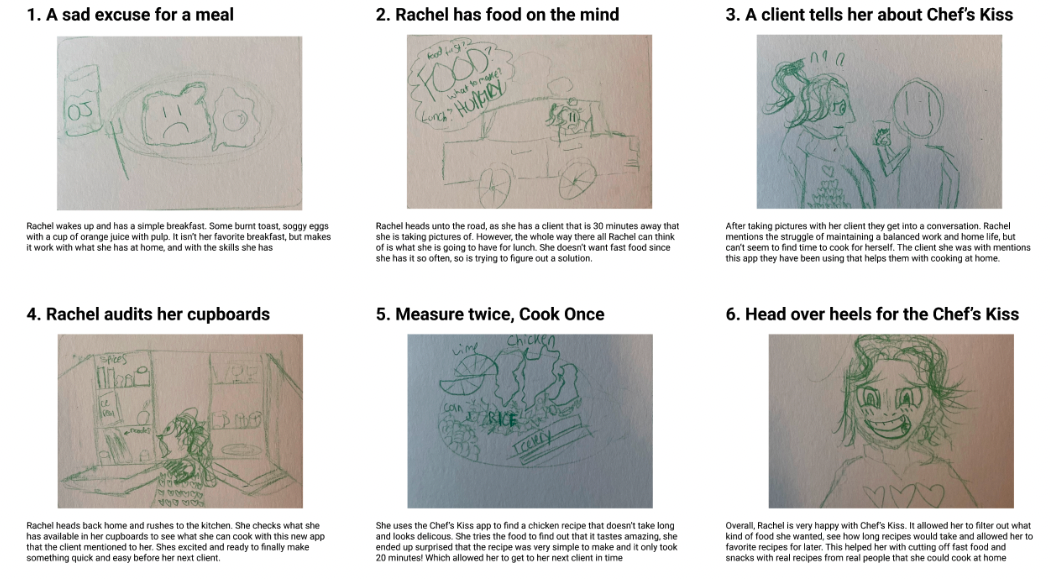 1. A sad excuse for a meal
OJ
Rachel wakes up and has a simple breakfast. Some burnt toast, soggy eggs
with a cup of orange juice with pulp. It isn't her favorite breakfast, but makes
it work with what she has at home, and with the skills she has
2. Rachel has food on the mind
FOOD?
what to make?
Lunch?
HUNGRY
Rachel heads unto the road, as she has a client that is 30 minutes away that
she is taking pictures of. However, the whole way there all Rachel can think
of is what she is going to have for lunch. She doesn't want fast food since
she has it so often, so is trying to figure out a solution.
3. A client tells her about Chef's Kiss
After taking pictures with her client they get into a conversation. Rachel
mentions the struggle of maintaining a balanced work and home life, but
can't seem to find time to cook for herself. The client she was with mentions
this app they have been using that helps them with cooking at home.
4. Rachel audits her cupboards
SPICES
Rachel heads back home and rushes to the kitchen. She checks what she
has available in her cupboards to see what she can cook with this new app
that the client mentioned to her. Shes excited and ready to finally make
something quick and easy before her next client.
5. Measure twice, Cook Once
Lime
Chicken
Corn
RICE
She uses the Chef's Kiss app to find a chicken recipe that doesn't take long
and looks delicous. She tries the food to find out that it tastes amazing, she
ended up surprised that the recipe was very simple to make and it only took
20 minutes! Which allowed her to get to her next client in time
6. Head over heels for the Chef's Kiss
Overall, Rachel is very happy with Chef's Kiss. It allowed her to filter out what
kind of food she wanted, see how long recipes would take and allowed her to
favorite recipes for later. This helped her with cutting off fast food and
snacks with real recipes from real people that she could cook at home